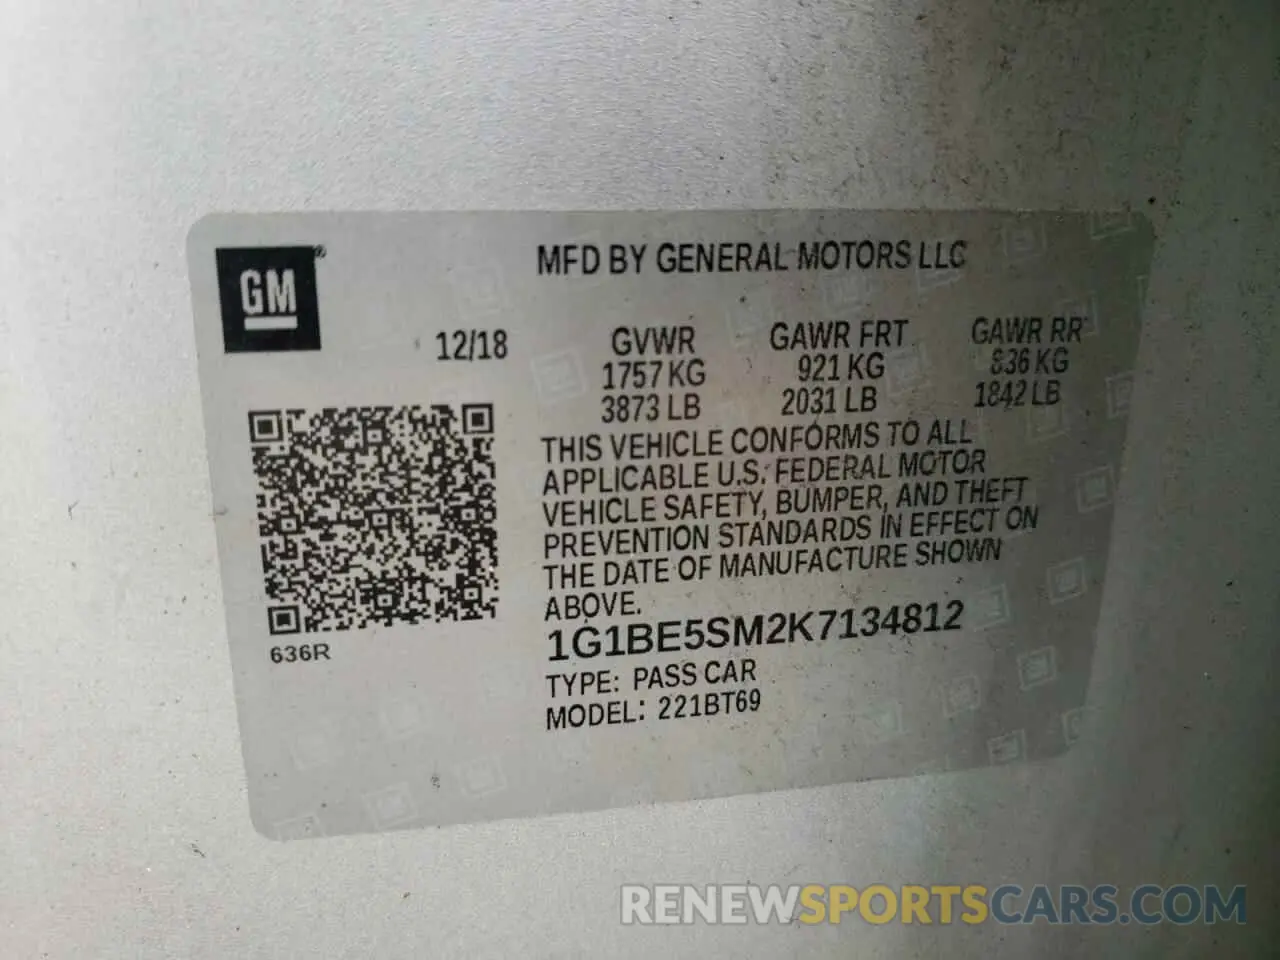 GM®
MFD BY GENERAL MOTORS LLC
12/18 GVWR GAWR FRT GAWR RR
1757 KG 921 KG 836 KG
3873 LB 2031 LB 1842 LB
THIS VEHICLE CONFORMS TO ALL
APPLICABLE U.S. FEDERAL MOTOR
VEHICLE SAFETY, BUMPER, AND THEFT
PREVENTION STANDARDS IN EFFECT ON
THE DATE OF MANUFACTURE SHOWN
ABOVE.
636R
1G1BE5SM2K7134812
TYPE: PASS CAR
MODEL: 221BT69
RENEWSPORTSCARS.COM